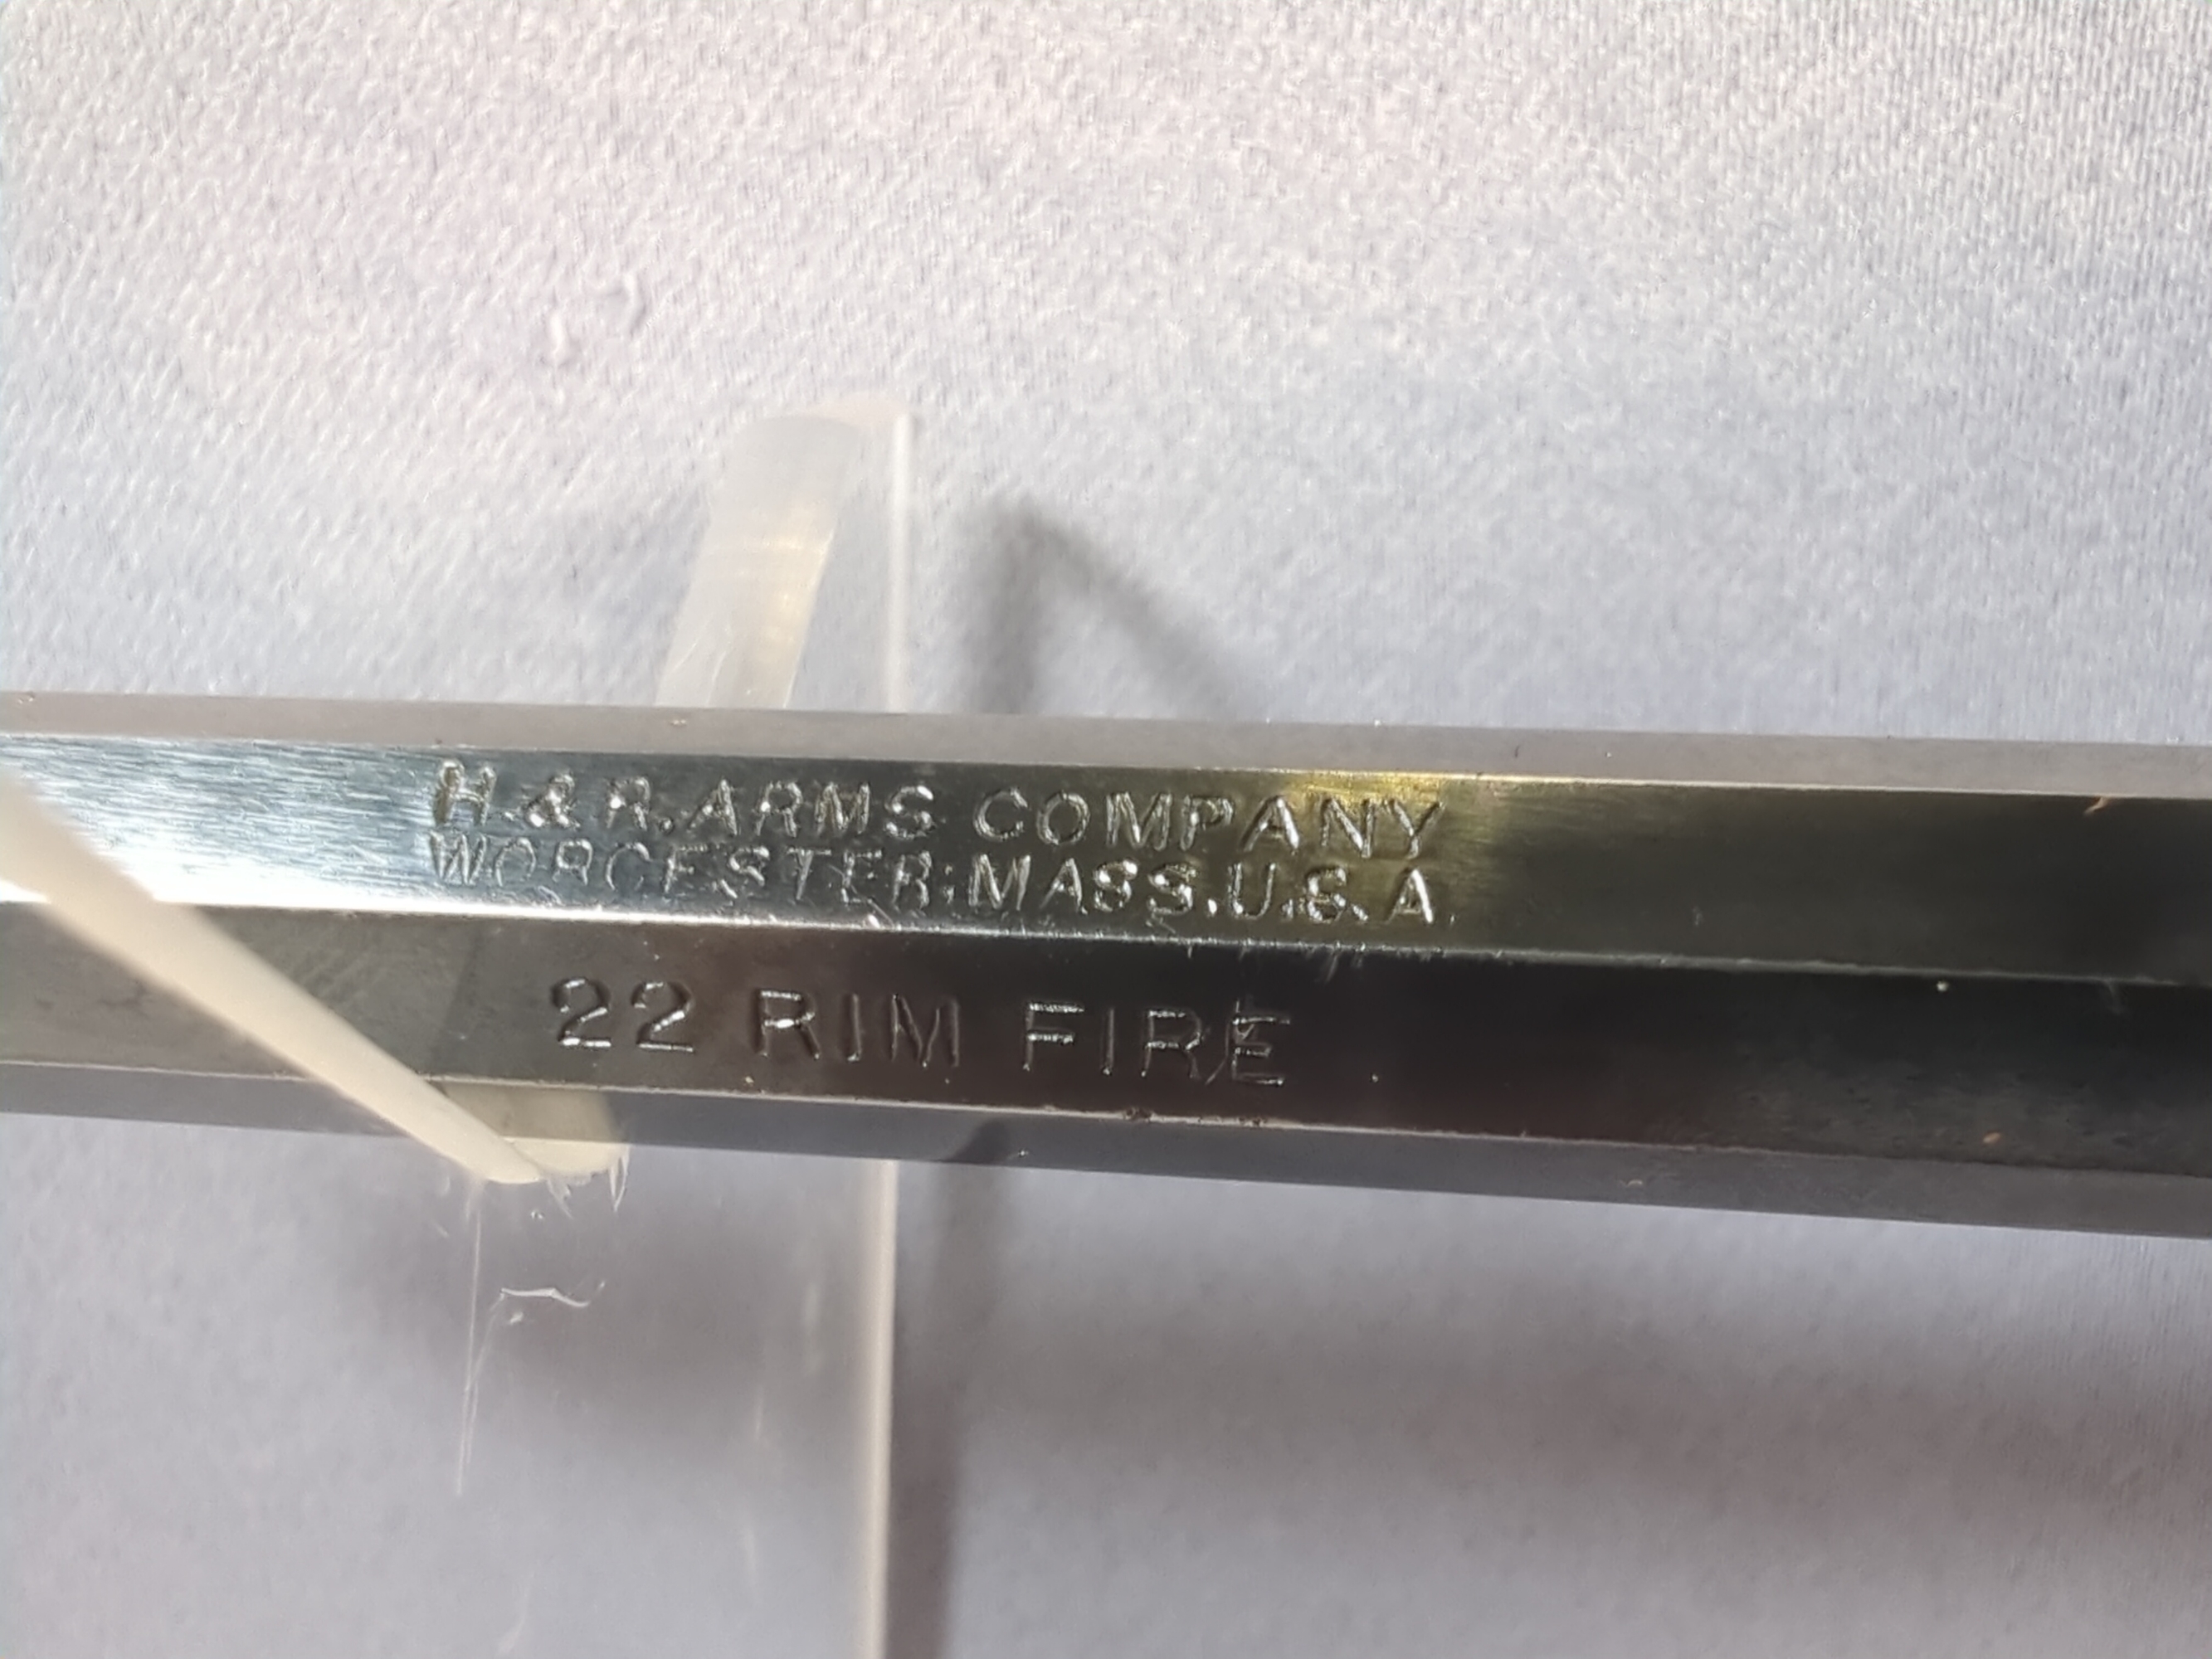 H.&R.ARMS COMPANY
WORCESTER.MASS.U.S.A.
22 RIM FIRE